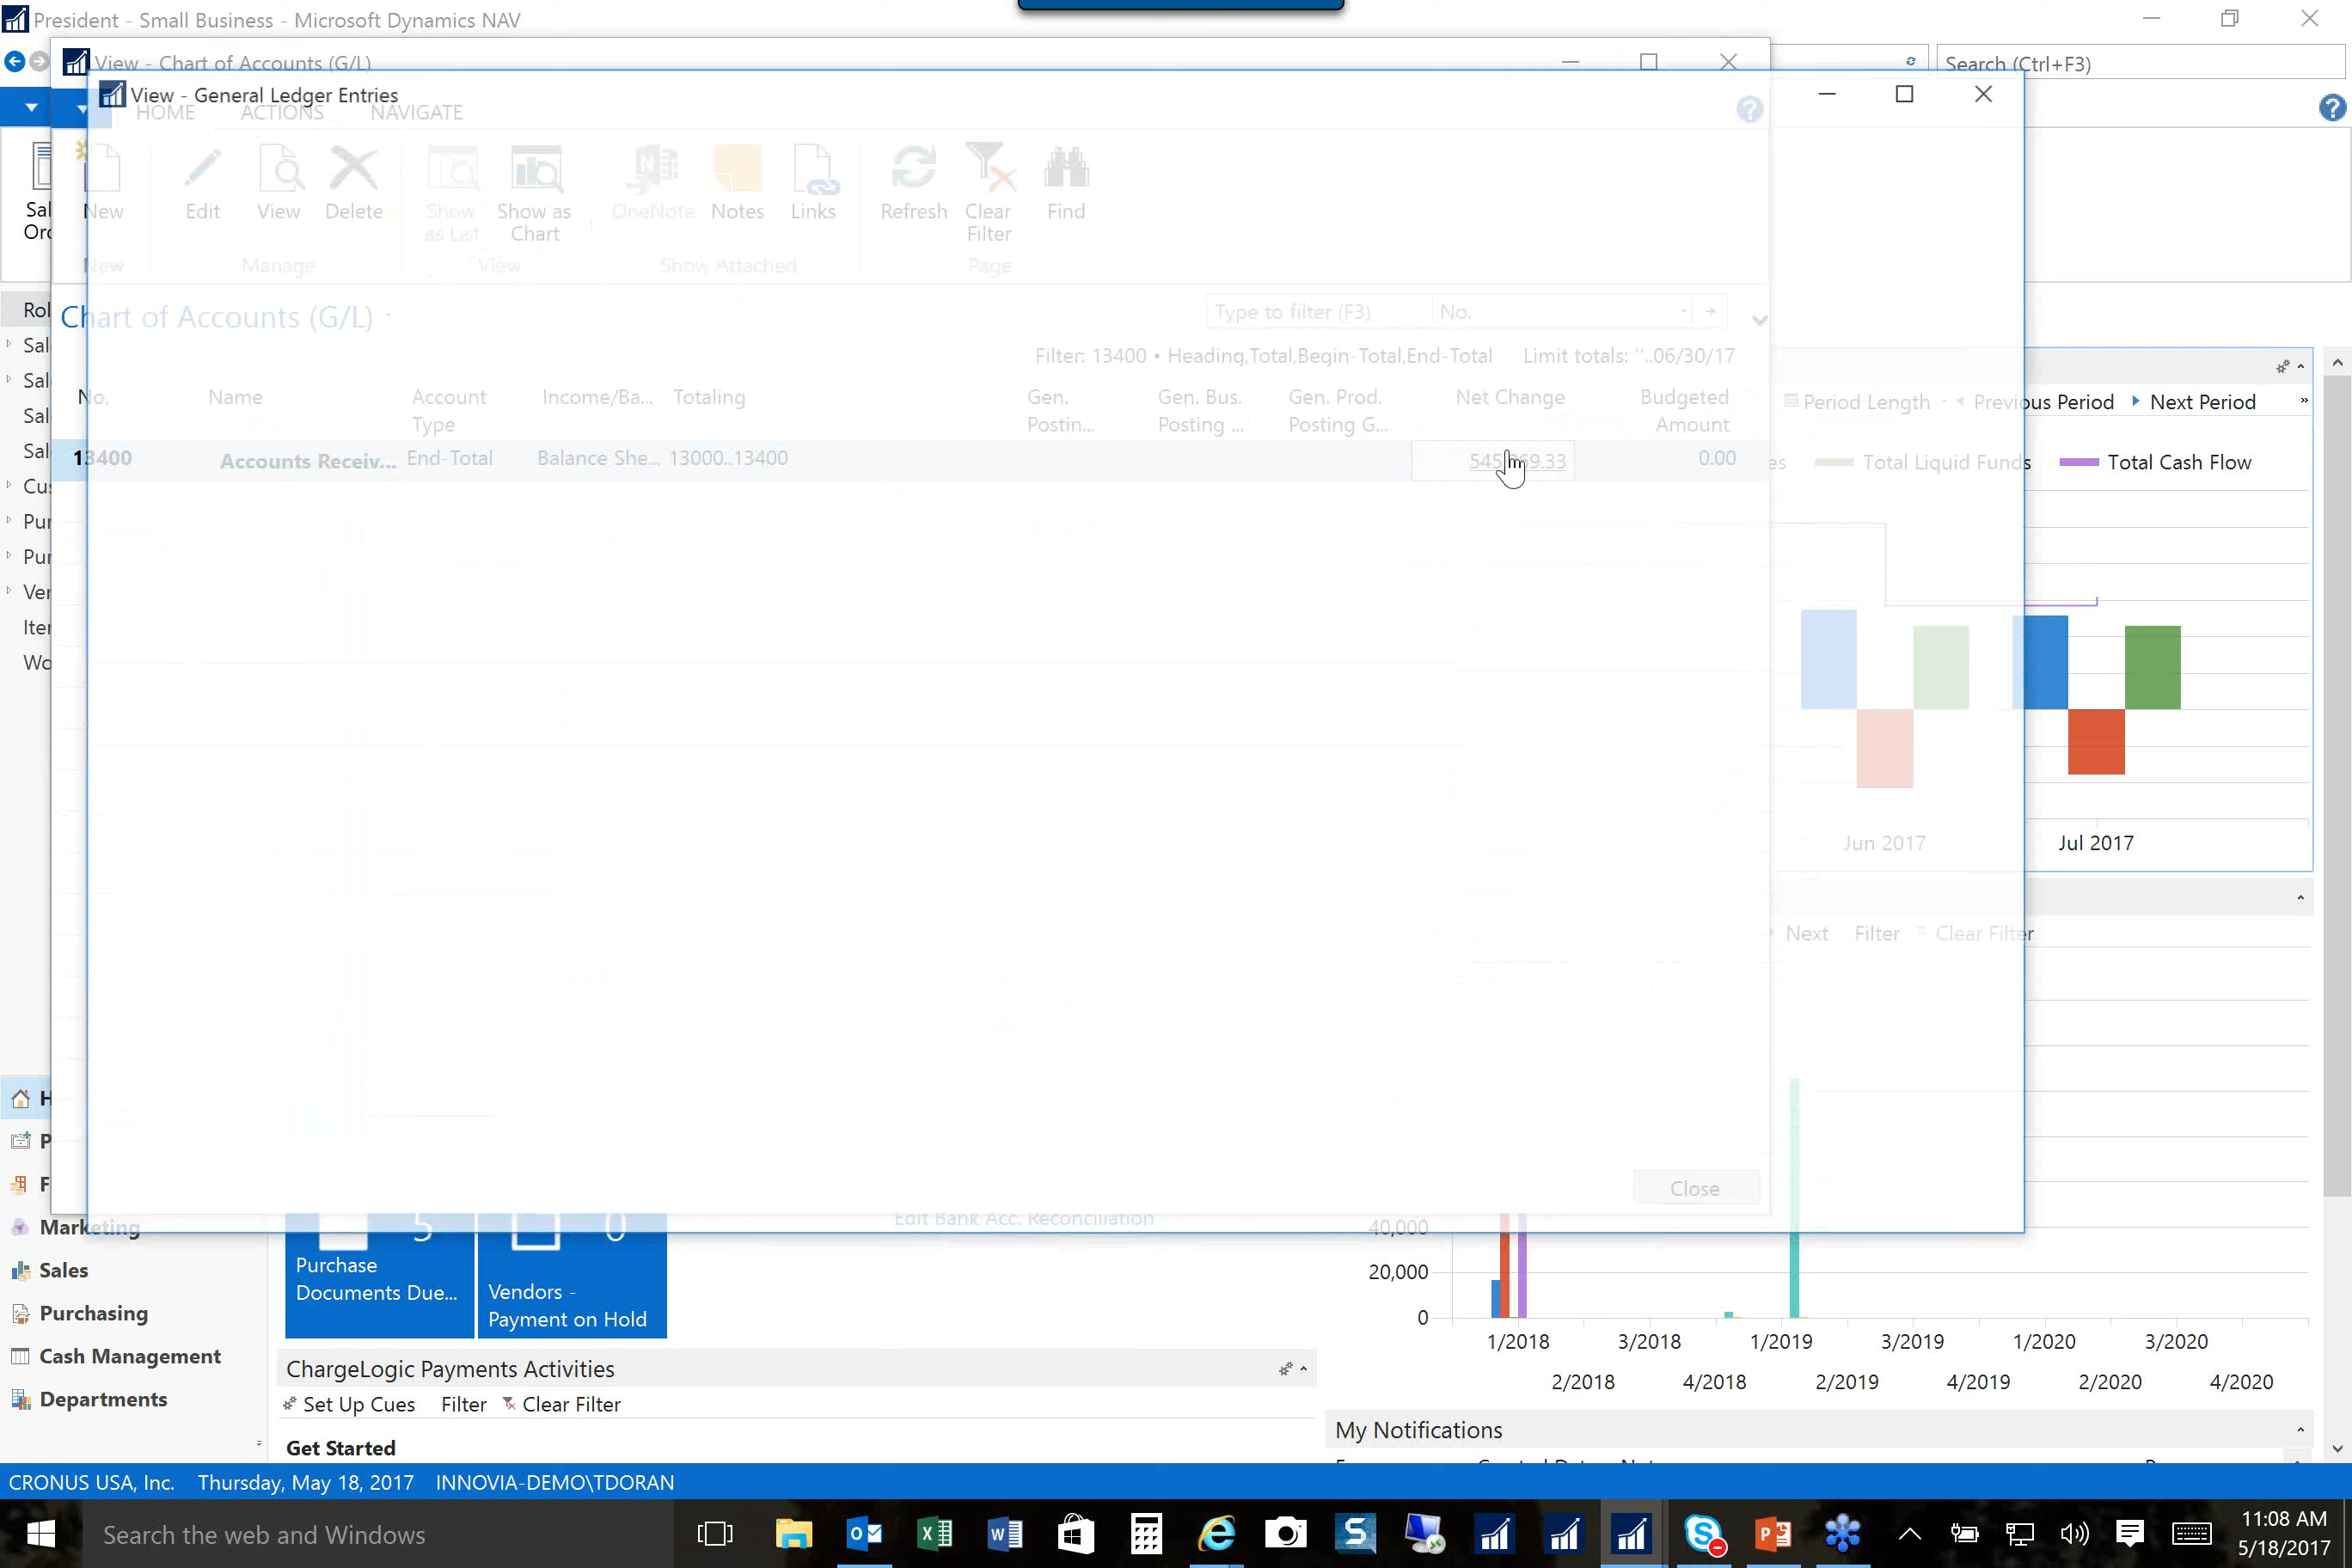 President - Small Business - Microsoft Dynamics NAV
View - Chart of Accounts (G/L)
Search (Ctrl+F3)
View - General Ledger Entries
HOME ACTIONS NAVIGATE
New
Edit
View
Delete
Show as List
Show as Chart
OneNote
Notes
Links
Refresh
Clear Filter
Find
New
Manage
View
Show Attached
Page
Chart of Accounts (G/L)
Type to filter (F3)
No.
Filter: 13400 • Heading,Total,Begin-Total,End-Total Limit totals: ''..06/30/17
No. Name Account Type Income/Ba... Totaling Gen. Postin... Gen. Bus. Posting ... Gen. Prod. Posting G... Net Change Budgeted Amount
13400 Accounts Receiv... End-Total Balance She... 13000..13400 0.00
Period Length Previous Period Next Period
Total Liquid Funds Total Cash Flow
Jun 2017 Jul 2017
Next Filter Clear Filter
Close
Edit Bank Acc. Reconciliation
Marketing
Sales
Purchasing
Cash Management
Departments
5
Purchase Documents Due...
0
Vendors - Payment on Hold
ChargeLogic Payments Activities
Set Up Cues Filter Clear Filter
Get Started
40,000
20,000
0
1/2018 3/2018 1/2019 3/2019 1/2020 3/2020
2/2018 4/2018 2/2019 4/2019 2/2020 4/2020
My Notifications
CRONUS USA, Inc. Thursday, May 18, 2017 INNOVIA-DEMO\TDORAN
Search the web and Windows
11:08 AM
5/18/2017